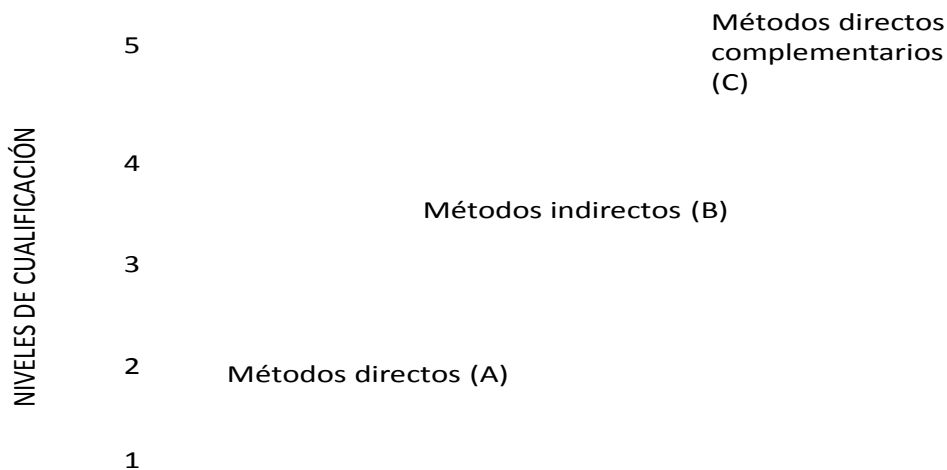 Métodos directos
complementarios
(C)
5
4
Métodos indirectos (B)
3
2
Métodos directos (A)
1
NIVELES DE CUALIFICACIÓN